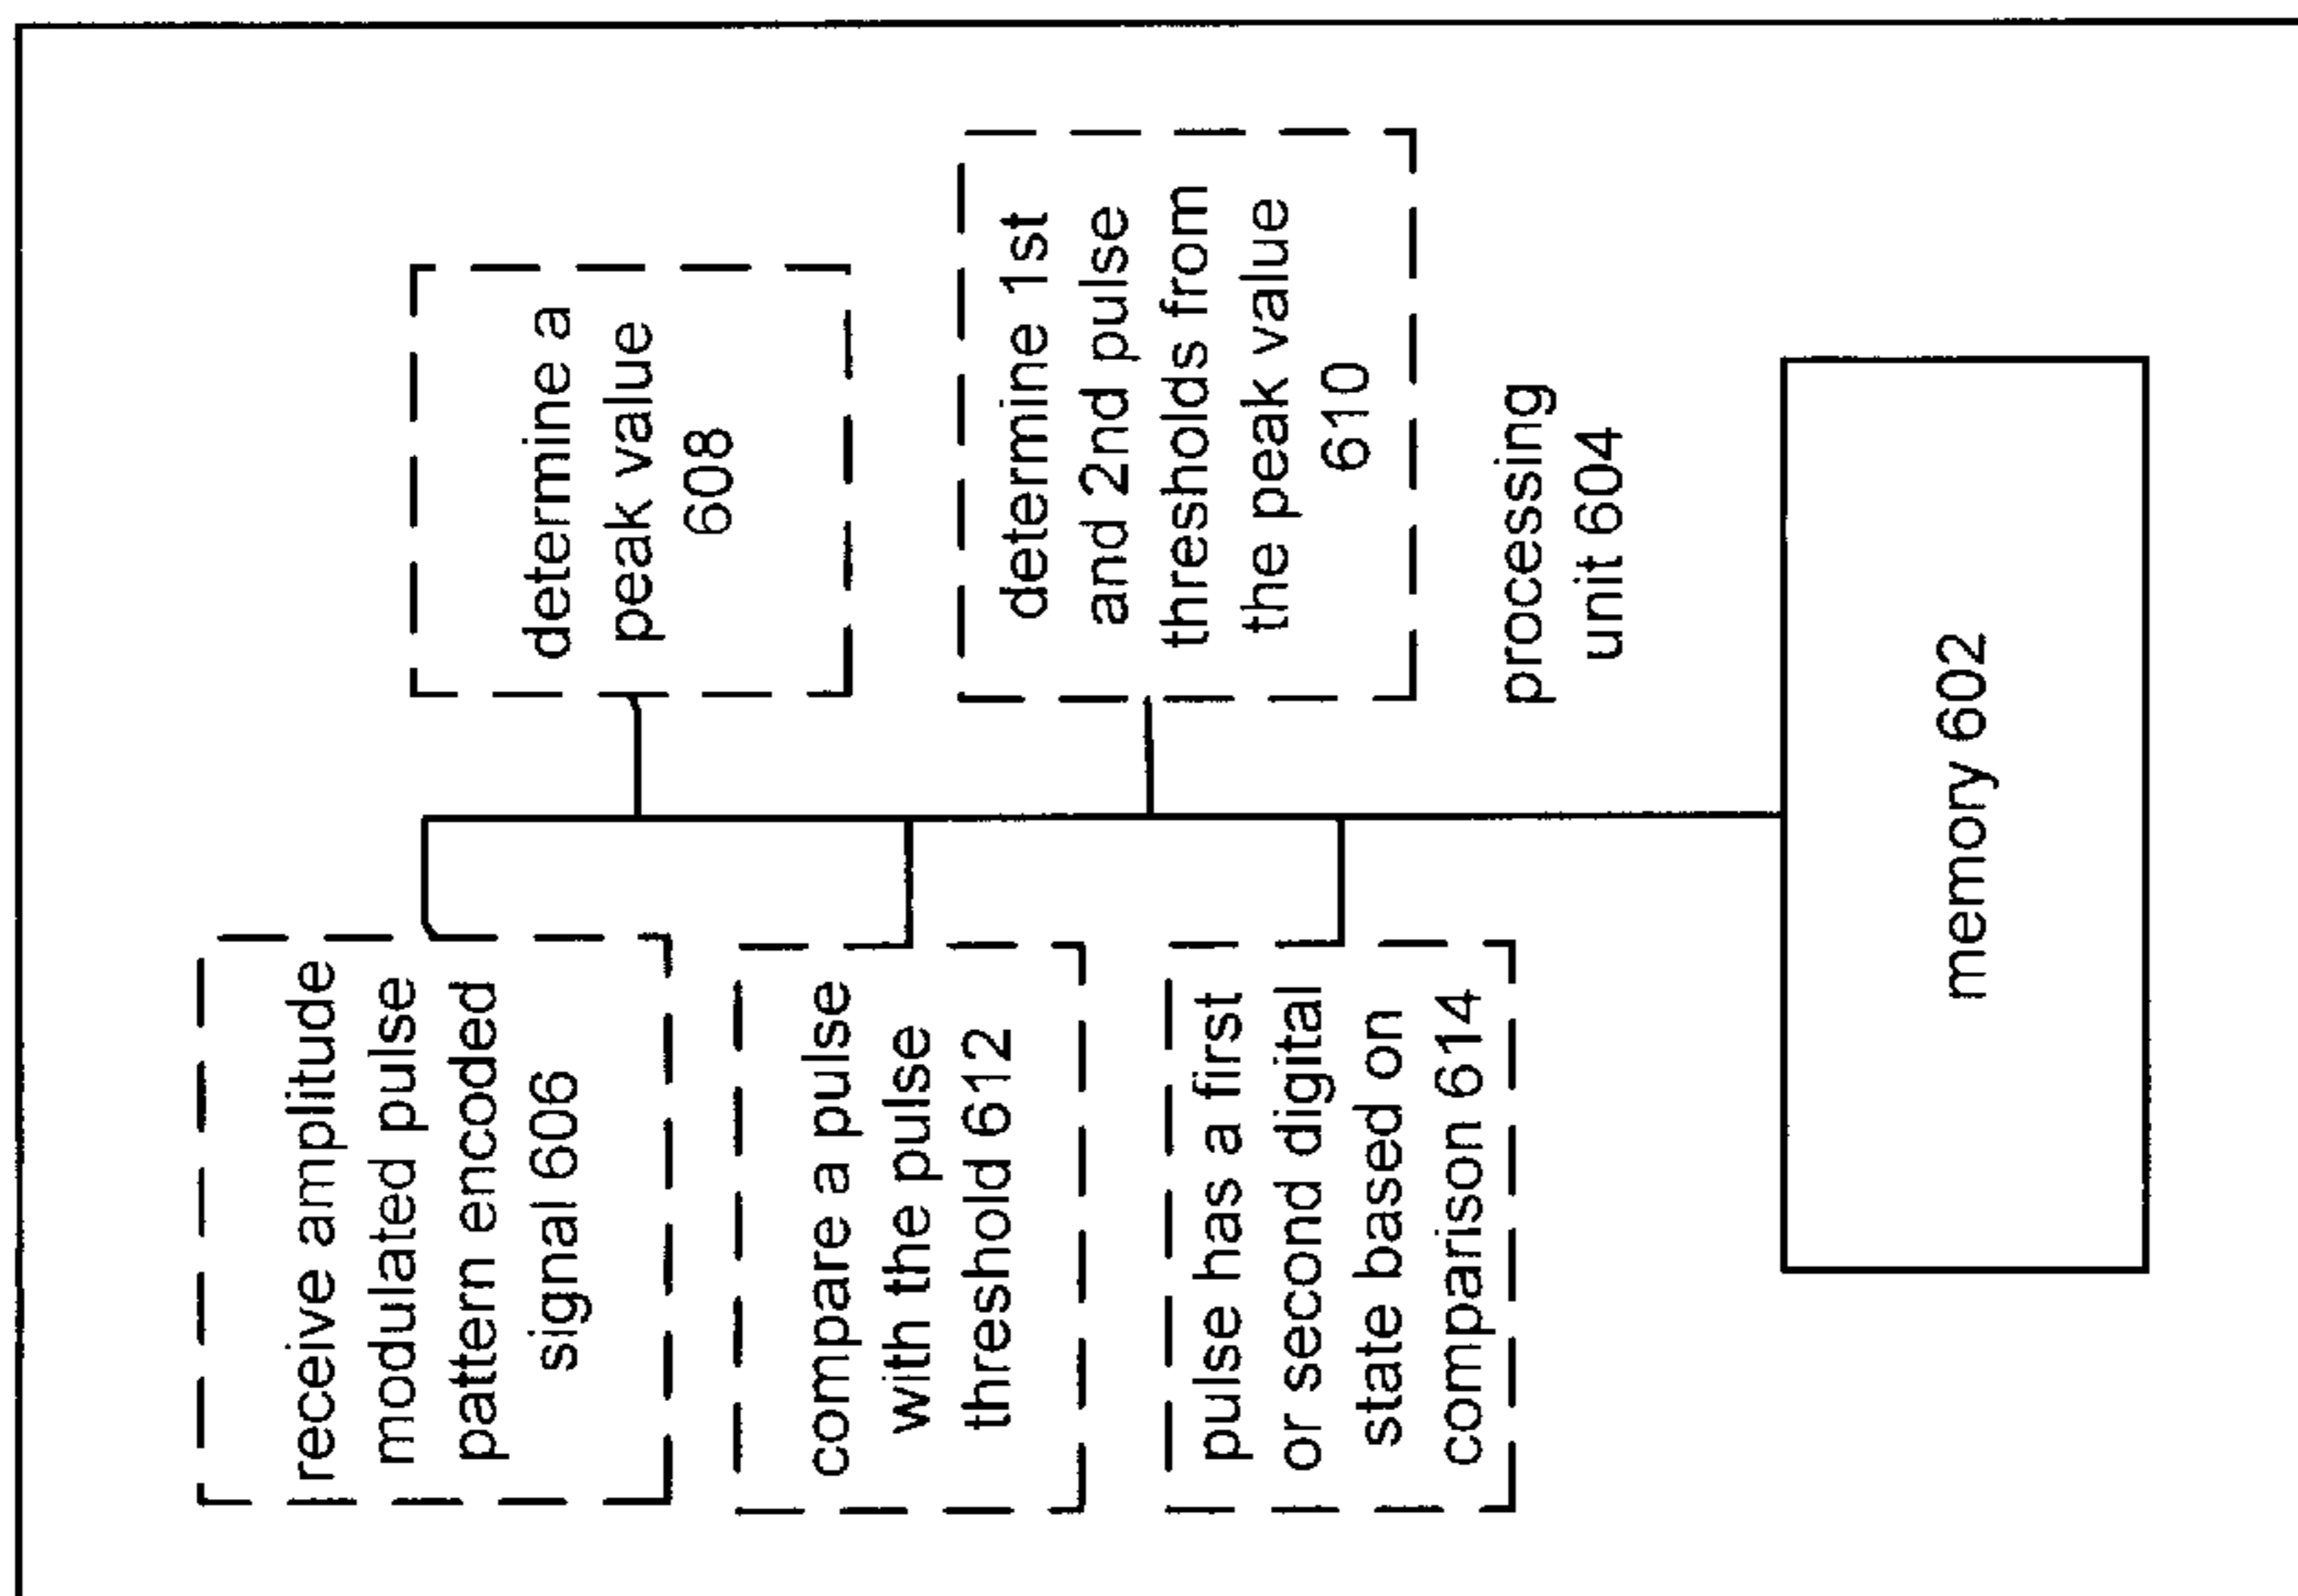 receive amplitude
modulated pulse
pattern encoded
signal 606
determine a
peak value
608
compare a pulse
with the pulse
threshold 612
determine 1st
and 2nd pulse
thresholds from
the peak value
610
pulse has a first
or second digital
state based on
comparison 614
processing
unit 604
memory 602